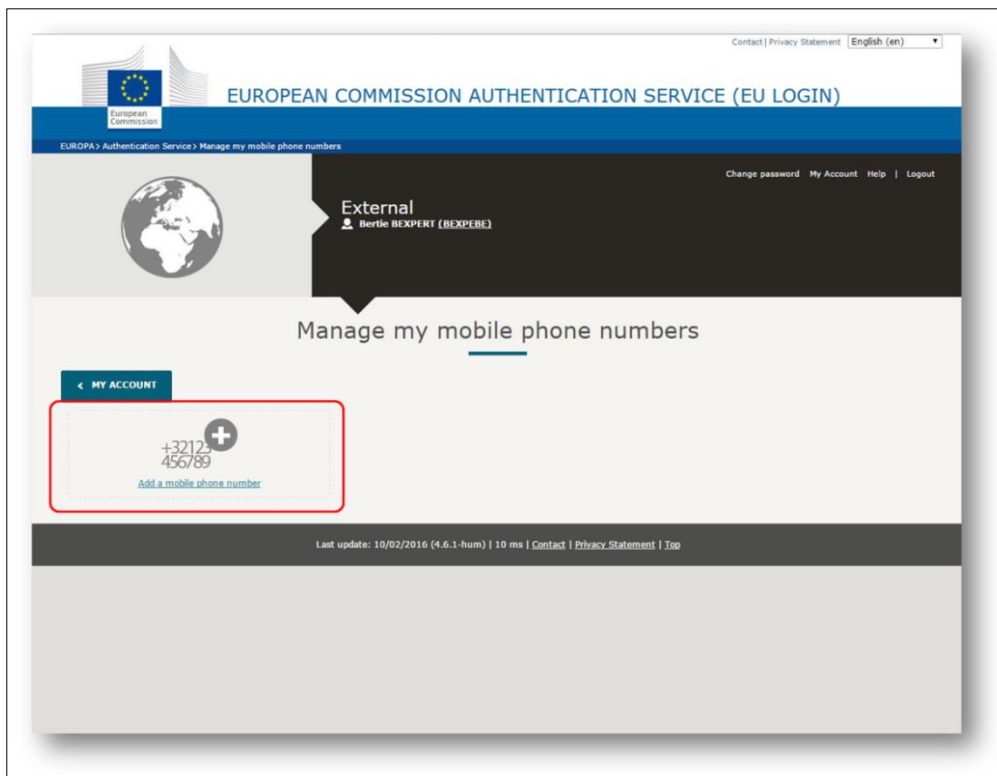 Contact | Privacy Statement English (en)
EUROPEAN COMMISSION AUTHENTICATION SERVICE (EU LOGIN)
European
Commission
EUROPA > Authentication Service > Manage my mobile phone numbers
Change password My Account Help | Logout
External
Bertie BEXPERT (BEXPEBE)
Manage my mobile phone numbers
< MY ACCOUNT
+32123
456789
Add a mobile phone number
Last update: 10/02/2016 (4.6.1-hum) | 10 ms | Contact | Privacy Statement | Top